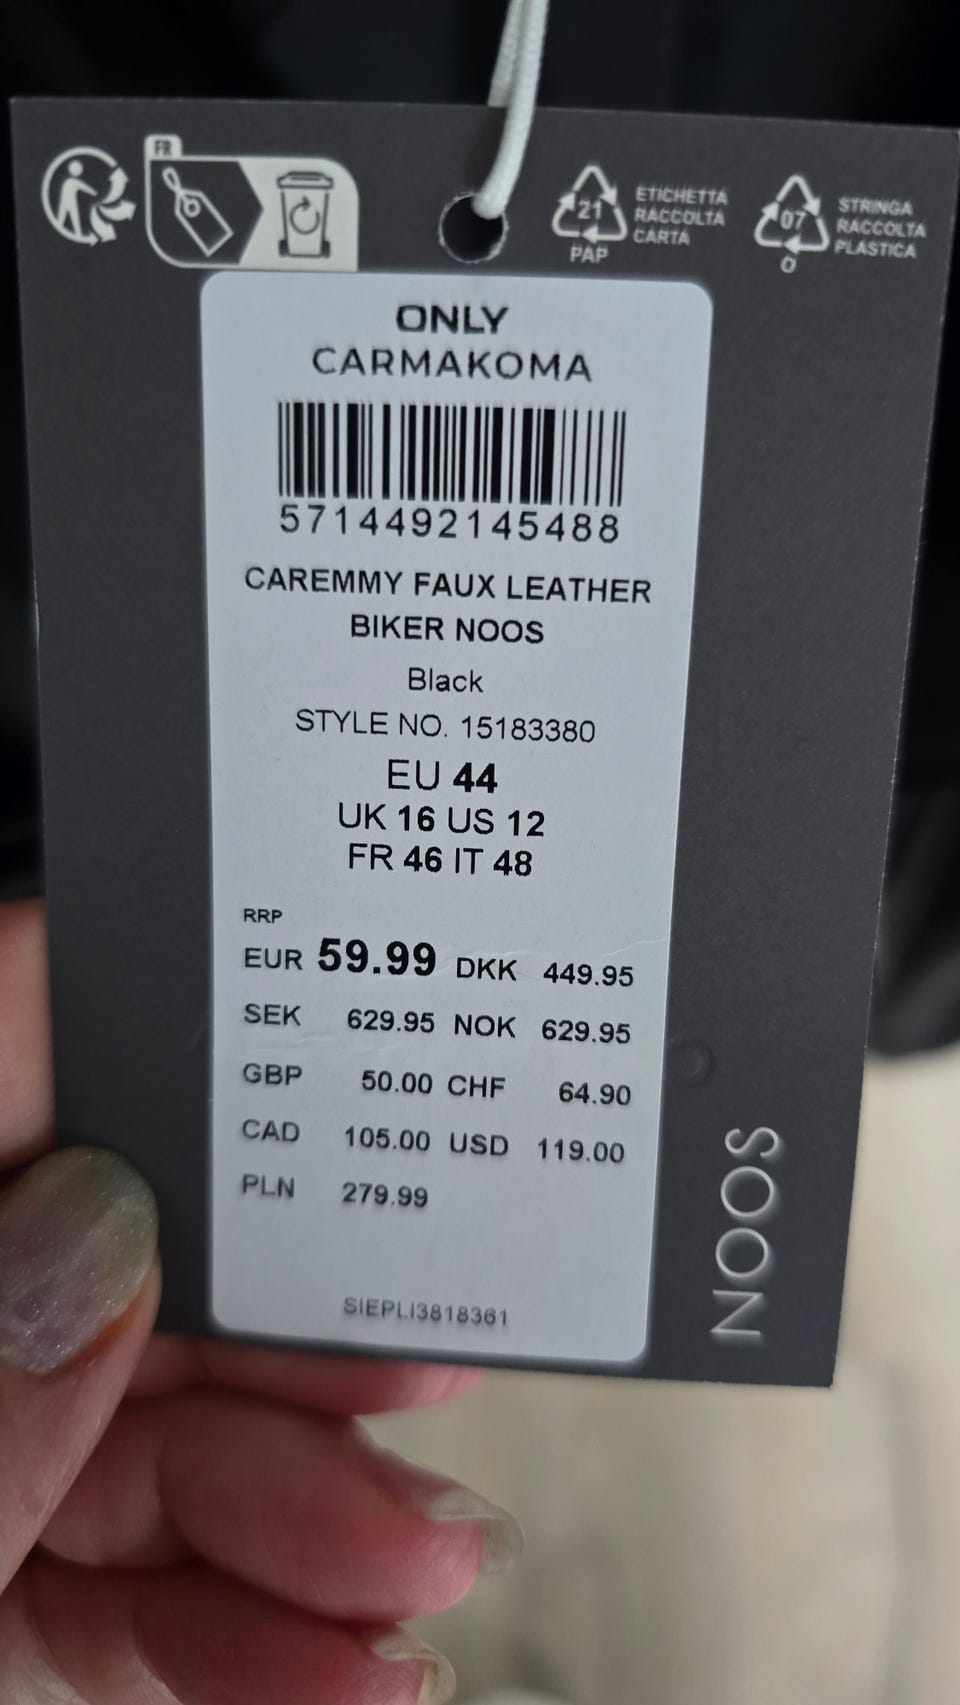 FR
21
PAP
ETICHETTA
RACCOLTA
CARTA
07
O
STRINGA
RACCOLTA
PLASTICA
ONLY
CARMAKOMA
5714492145488
CAREMMY FAUX LEATHER
BIKER NOOS
Black
STYLE NO. 15183380
EU 44
UK 16 US 12
FR 46 IT 48
RRP
EUR 59.99 DKK 449.95
SEK 629.95 NOK 629.95
GBP 50.00 CHF 64.90
CAD 105.00 USD 119.00
PLN 279.99
SIEPLI3818361
NOOS